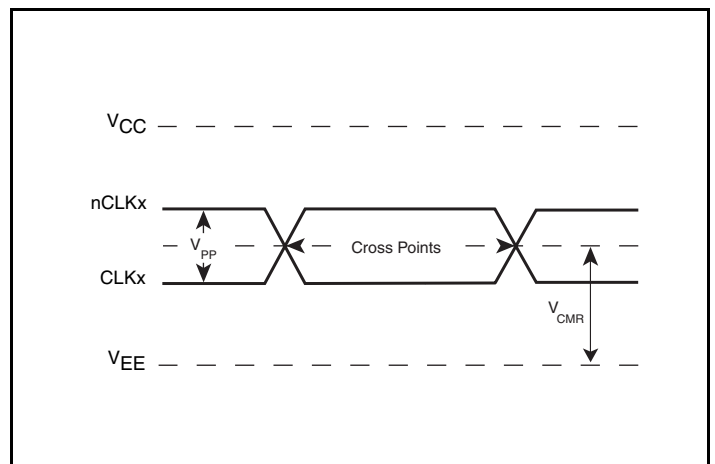 VCC
nCLKx
VPP
Cross Points
CLKx
VCMR
VEE